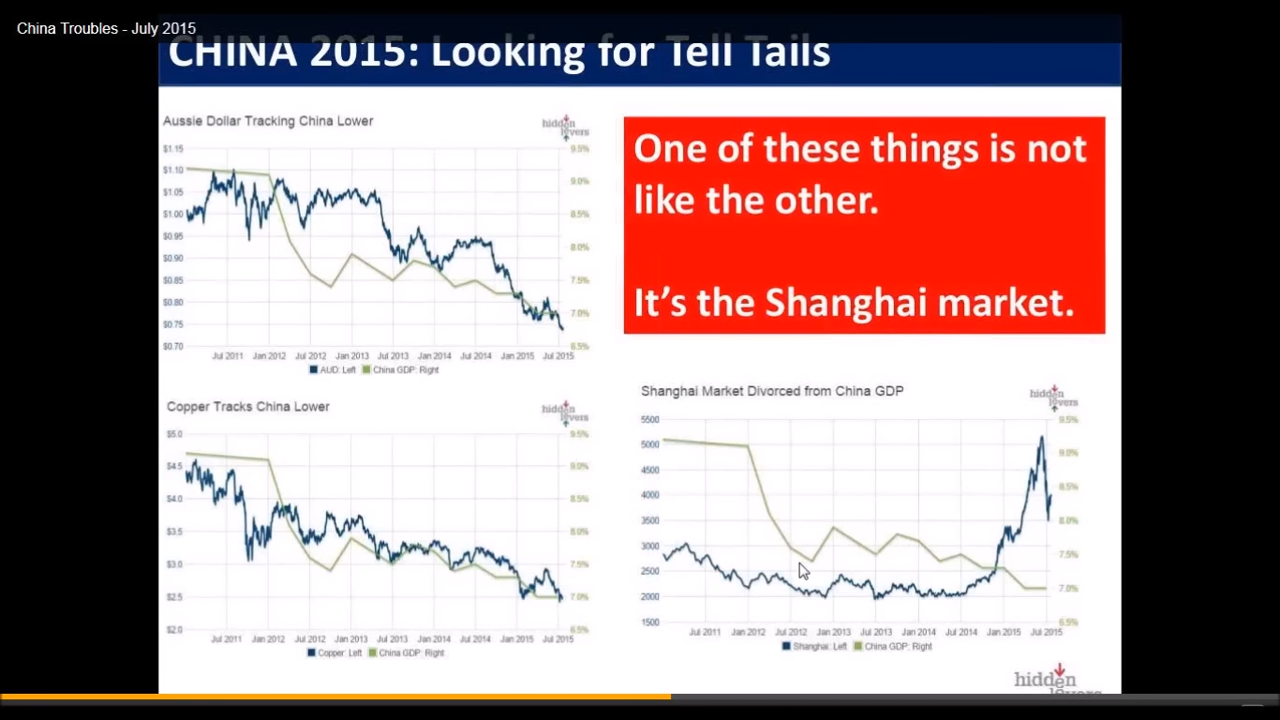 China Troubles - July 2015
CHINA 2015: Looking for Tell Tails
Aussie Dollar Tracking China Lower
hidden
levers
$1.15
$1.10
$1.05
$1.00
$0.95
$0.90
$0.85
$0.80
$0.75
$0.70
9.5%
9.0%
8.5%
8.0%
7.5%
7.0%
6.5%
Jul 2011 Jan 2012 Jul 2012 Jan 2013 Jul 2013 Jan 2014 Jul 2014 Jan 2015 Jul 2015
AUD: Left China GDP: Right
One of these things is not
like the other.
It’s the Shanghai market.
Copper Tracks China Lower
hidden
levers
$5.0
$4.5
$4.0
$3.5
$3.0
$2.5
$2.0
9.5%
9.0%
8.5%
8.0%
7.5%
7.0%
6.5%
Jul 2011 Jan 2012 Jul 2012 Jan 2013 Jul 2013 Jan 2014 Jul 2014 Jan 2015 Jul 2015
Copper: Left China GDP: Right
Shanghai Market Divorced from China GDP
hidden
levers
5500
5000
4500
4000
3500
3000
2500
2000
1500
9.5%
9.0%
8.5%
8.0%
7.5%
7.0%
6.5%
Jul 2011 Jan 2012 Jul 2012 Jan 2013 Jul 2013 Jan 2014 Jul 2014 Jan 2015 Jul 2015
Shanghai: Left China GDP: Right
hidden
levers